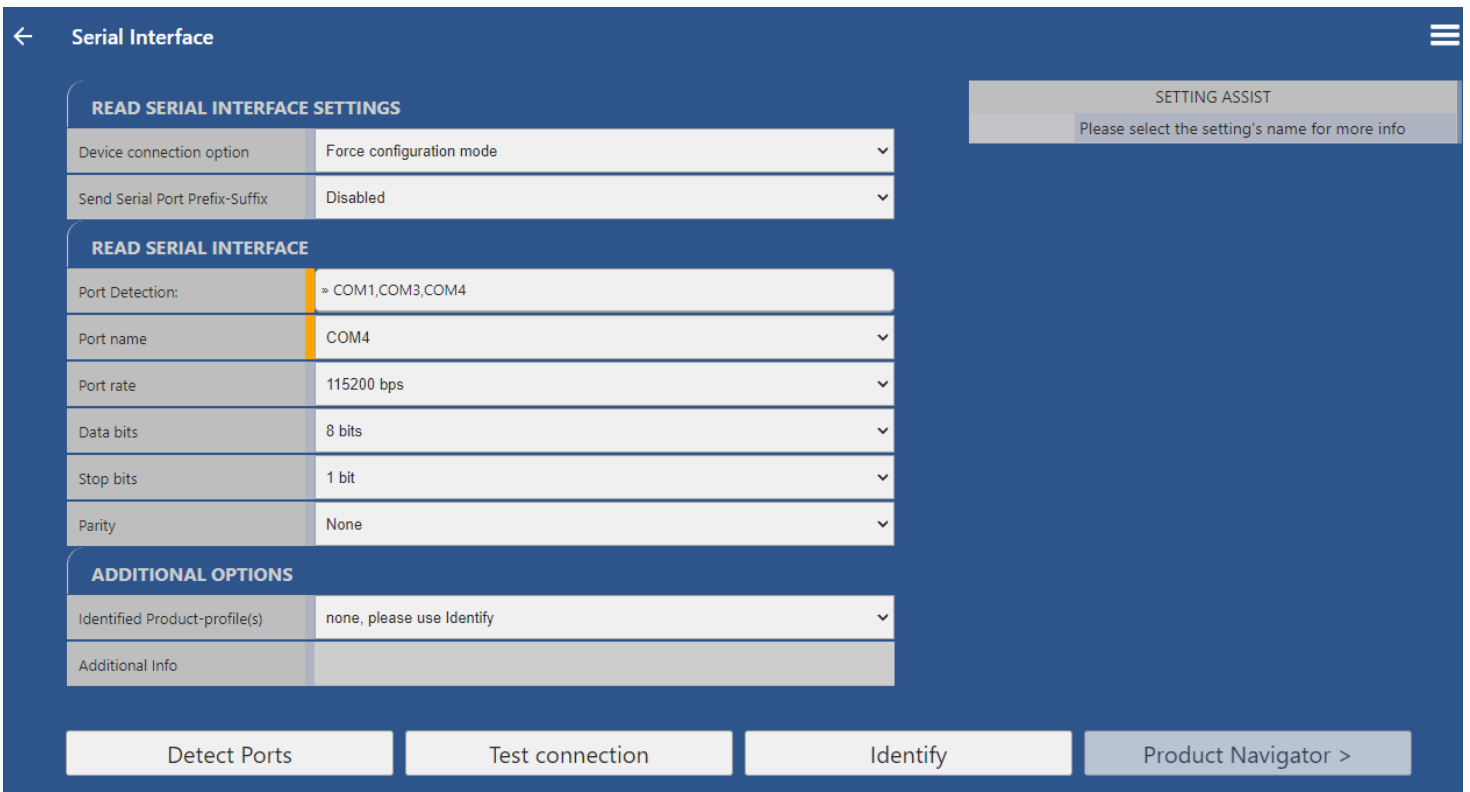 Serial Interface
READ SERIAL INTERFACE SETTINGS
Device connection option Force configuration mode
Send Serial Port Prefix-Suffix Disabled
READ SERIAL INTERFACE
Port Detection: » COM1,COM3,COM4
Port name COM4
Port rate 115200 bps
Data bits 8 bits
Stop bits 1 bit
Parity None
ADDITIONAL OPTIONS
Identified Product-profile(s) none, please use Identify
Additional Info
SETTING ASSIST
Please select the setting's name for more info
Detect Ports Test connection Identify Product Navigator >